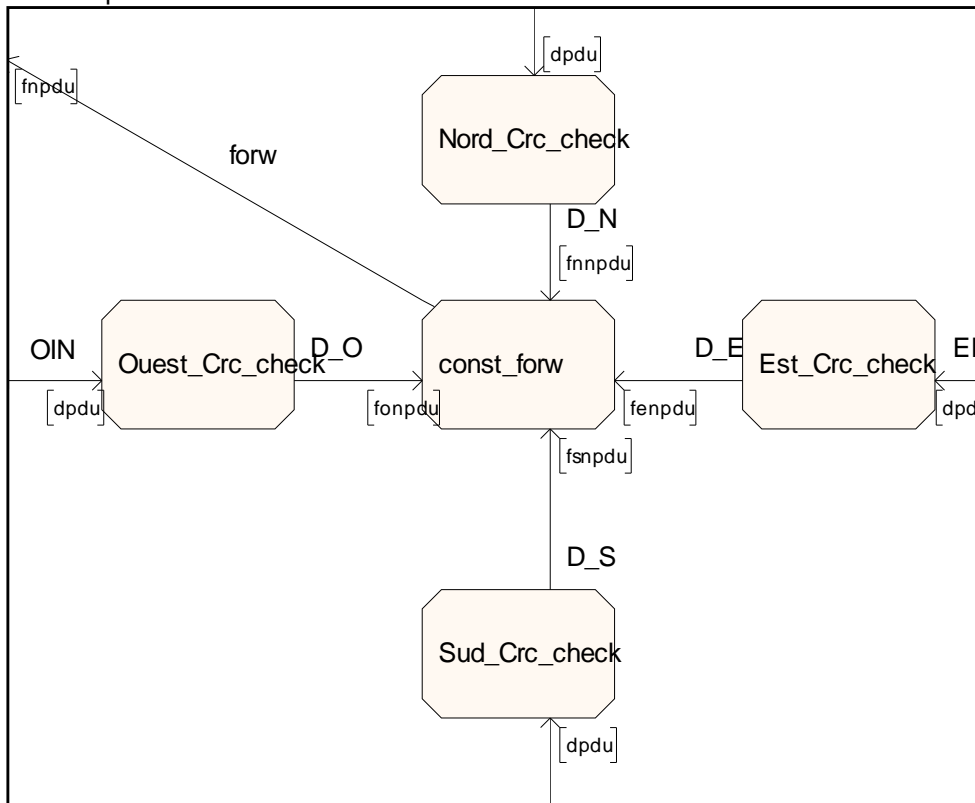 [dpdu]
[fnpdu]
Nord_Crc_check
forw
D_N
[fnnpdu]
OIN
Ouest_Crc_check
D_O
const_forw
D_E
Est_Crc_check
[dpdu]
[fonpdu]
[fenpdu]
[fsnpdu]
D_S
Sud_Crc_check
[dpdu]